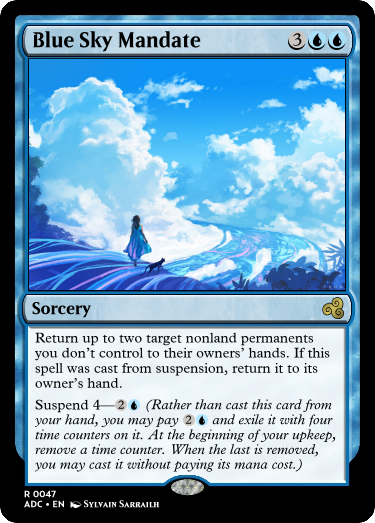 Blue Sky Mandate 3
Sorcery
Return up to two target nonland permanents
you don't control to their owners' hands. If this
spell was cast from suspension, return it to its
owner's hand.
Suspend 4—2 (Rather than cast this card from
your hand, you may pay 2 and exile it with four
time counters on it. At the beginning of your upkeep,
remove a time counter. When the last is removed,
you may cast it without paying its mana cost.)
R 0047
ADC • EN Sylvain Sarrailh